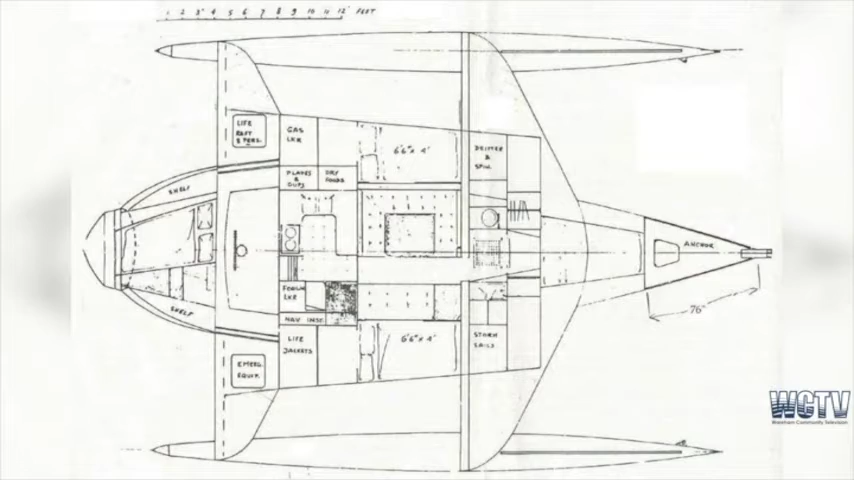 1 2 3' 4 5 6 7 8 9 10 11 12' FEET
LIFE
RAFT
6 PERS.
GAS
LKR
6'6" x 4'
DRIFTER
&
SPIN.
PLATES
&
CUPS
DRY
FOODS
SHELF
ANCHOR
76"
SHELF
LKR
NAV INST.
LIFE
JACKETS
6'6" x 4'
STORM
SAILS
EMERG.
EQUIP.
WCTV
Wareham Community Television